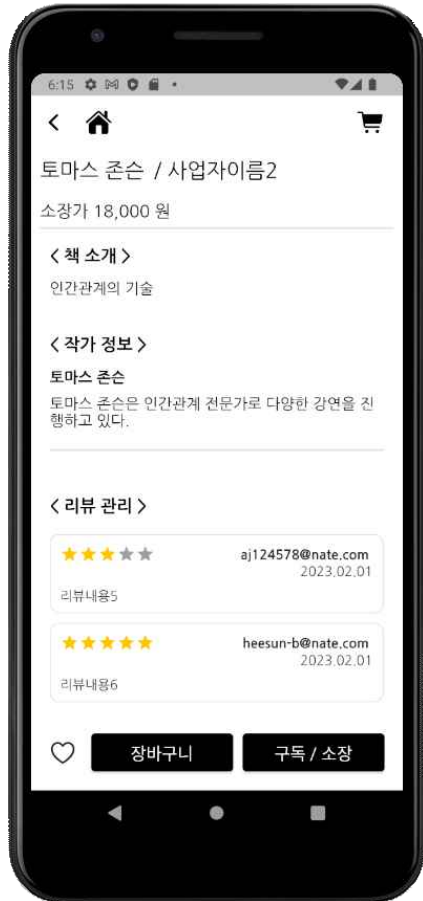 6:15
토마스 존슨 / 사업자이름2
소장가 18,000 원
< 책 소개 >
인간관계의 기술
< 작가 정보 >
토마스 존슨
토마스 존슨은 인간관계 전문가로 다양한 강연을 진
행하고 있다.
< 리뷰 관리 >
aj124578@nate.com
2023.02.01
리뷰내용5
heesun-b@nate.com
2023.02.01
리뷰내용6
장바구니
구독 / 소장